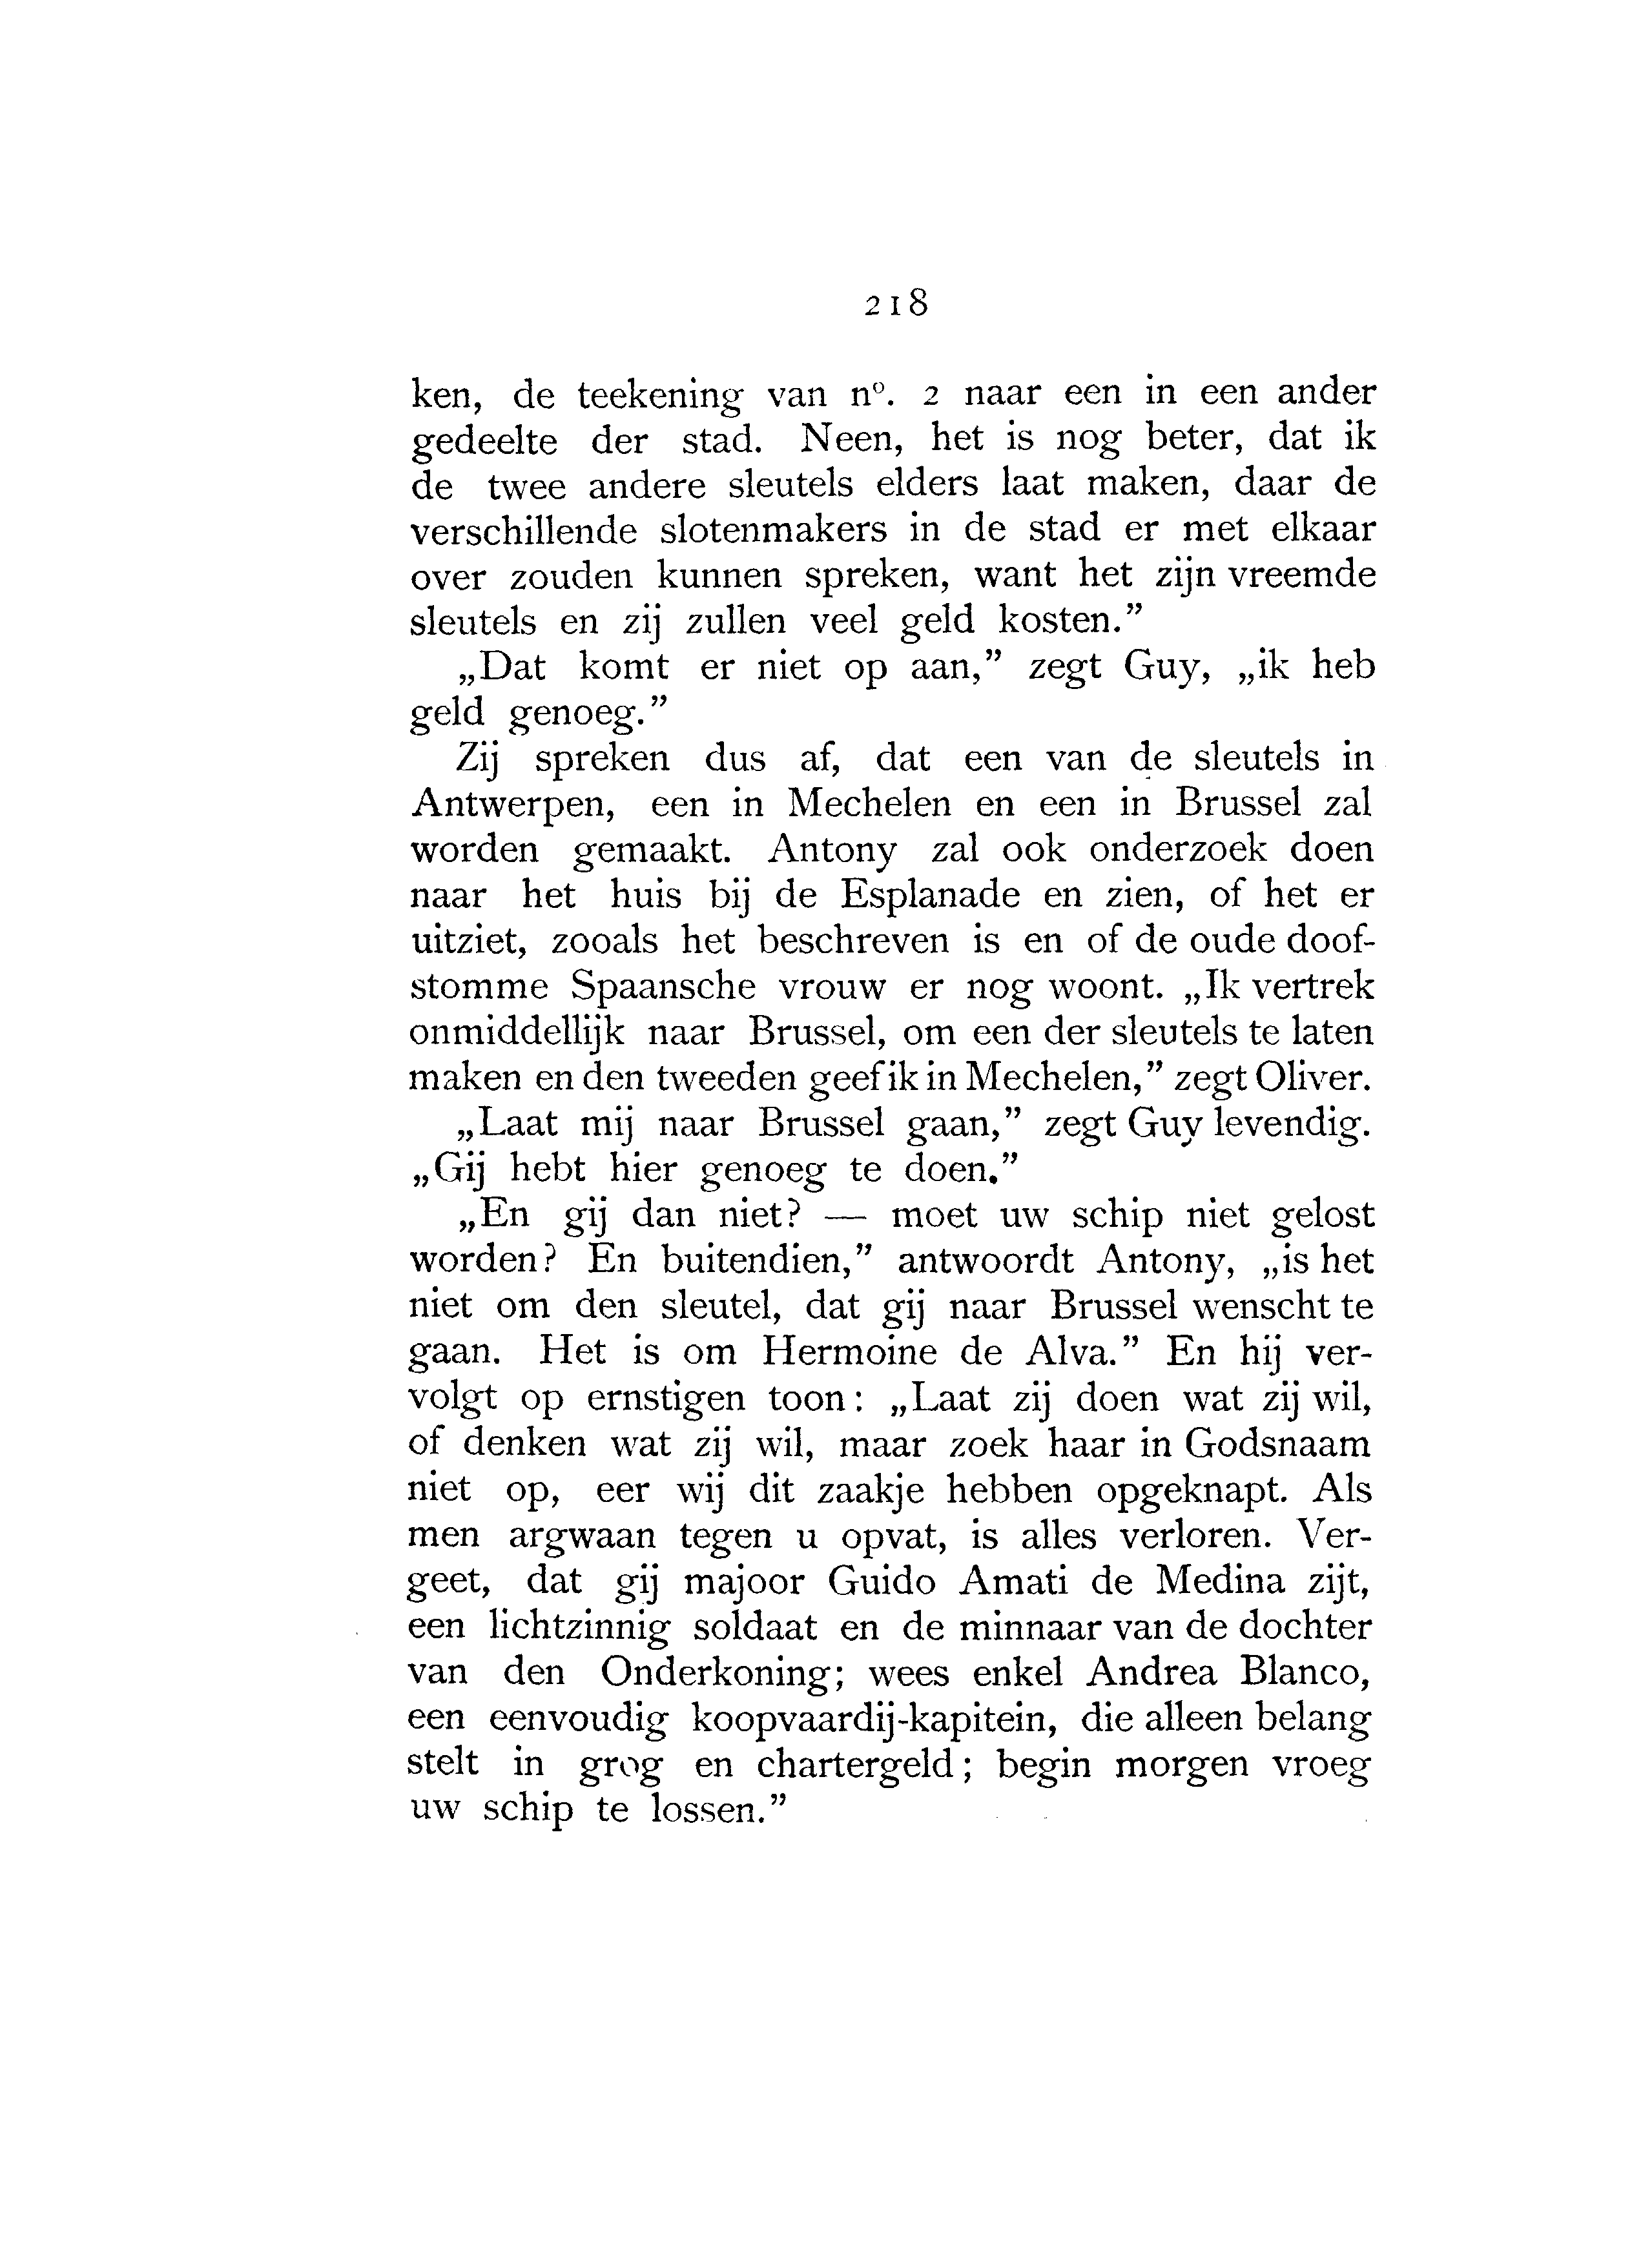 218
ken, de teekening van nº. 2 naar een in een ander
gedeelte der stad. Neen, het is nog beter, dat ik
de twee andere sleutels elders laat maken, daar de
verschillende slotenmakers in de stad er met elkaar
over zouden kunnen spreken, want het zijn vreemde
sleutels en zij zullen veel geld kosten.”
„Dat komt er niet op aan,” zegt Guy, „ik heb
geld genoeg.”
Zij spreken dus af, dat een van de sleutels in
Antwerpen, een in Mechelen en een in Brussel zal
worden gemaakt. Antony zal ook onderzoek doen
naar het huis bij de Esplanade en zien, of het er
uitziet, zooals het beschreven is en of de oude doof-
stomme Spaansche vrouw er nog woont. „Ik vertrek
onmiddellijk naar Brussel, om een der sleutels te laten
maken en den tweeden geef ik in Mechelen,” zegt Oliver.
„Laat mij naar Brussel gaan,” zegt Guy levendig.
„Gij hebt hier genoeg te doen.”
„En gij dan niet? — moet uw schip niet gelost
worden? En buitendien,” antwoordt Antony, „is het
niet om den sleutel, dat gij naar Brussel wenscht te
gaan. Het is om Hermoine de Alva.” En hij ver-
volgt op ernstigen toon: „Laat zij doen wat zij wil,
of denken wat zij wil, maar zoek haar in Godsnaam
niet op, eer wij dit zaakje hebben opgeknapt. Als
men argwaan tegen u opvat, is alles verloren. Ver-
geet, dat gij majoor Guido Amati de Medina zijt,
een lichtzinnig soldaat en de minnaar van de dochter
van den Onderkoning; wees enkel Andrea Blanco,
een eenvoudig koopvaardij-kapitein, die alleen belang
stelt in grog en chartergeld; begin morgen vroeg
uw schip te lossen.”